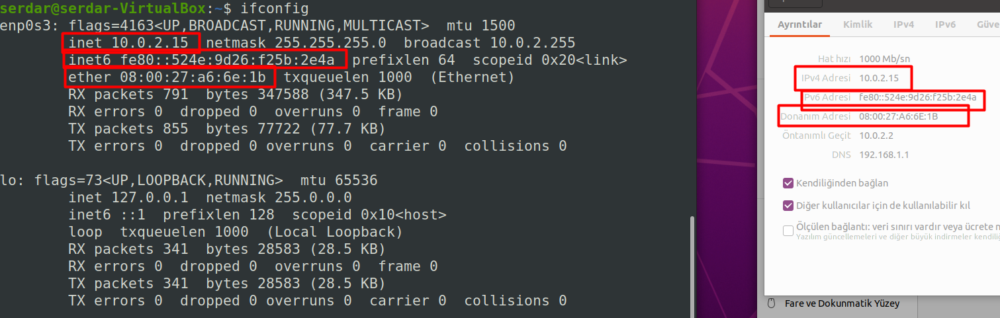 serdar@serdar-VirtualBox:~$ ifconfig
enp0s3: flags=4163<UP,BROADCAST,RUNNING,MULTICAST>  mtu 1500
inet 10.0.2.15  netmask 255.255.255.0  broadcast 10.0.2.255
inet6 fe80::524e:9d26:f25b:2e4a  prefixlen 64  scopeid 0x20<link>
ether 08:00:27:a6:6e:1b  txqueuelen 1000  (Ethernet)
RX packets 791  bytes 347588 (347.5 KB)
RX errors 0  dropped 0  overruns 0  frame 0
TX packets 855  bytes 77722 (77.7 KB)
TX errors 0  dropped 0 overruns 0  carrier 0  collisions 0
lo: flags=73<UP,LOOPBACK,RUNNING>  mtu 65536
inet 127.0.0.1  netmask 255.0.0.0
inet6 ::1  prefixlen 128  scopeid 0x10<host>
loop  txqueuelen 1000  (Local Loopback)
RX packets 341  bytes 28583 (28.5 KB)
RX errors 0  dropped 0  overruns 0  frame 0
TX packets 341  bytes 28583 (28.5 KB)
TX errors 0  dropped 0 overruns 0  carrier 0  collisions 0
Ayrıntılar Kimlik IPv4 IPv6 Güve
Hat hızı 1000 Mb/sn
IPv4 Adresi 10.0.2.15
Pv6 Adresi fe80::524e:9d26:f25b:2e4a
Donanım Adresi 08:00:27:A6:6E:1B
Öntanımlı Geçit 10.0.2.2
DNS 192.168.1.1
Kendiliğinden bağlan
Diğer kullanıcılar için de kullanılabilir kıl
Ölçülen bağlantı: veri sınırı vardır veya ücrete n
Yazılım güncellemeleri ve diğer büyük indirmeler kendiliğ
Fare ve Dokunmatik Yüzey